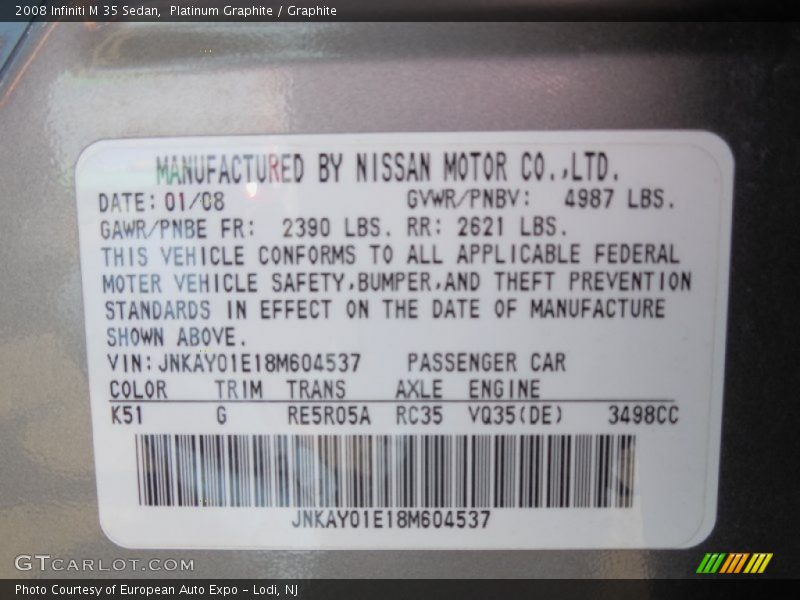 2008 Infiniti M 35 Sedan,  Platinum Graphite / Graphite
MANUFACTURED BY NISSAN MOTOR CO.,LTD.
DATE: 01/08 GVWR/PNBV: 4987 LBS.
GAWR/PNBE FR: 2390 LBS. RR: 2621 LBS.
THIS VEHICLE CONFORMS TO ALL APPLICABLE FEDERAL
MOTER VEHICLE SAFETY,BUMPER,AND THEFT PREVENTION
STANDARDS IN EFFECT ON THE DATE OF MANUFACTURE
SHOWN ABOVE.
VIN: JNKAY01E18M604537 PASSENGER CAR
COLOR TRIM TRANS AXLE ENGINE
K51 G RE5R05A RC35 VQ35(DE) 3498CC
JNKAY01E18M604537
GTCARLOT.COM
Photo Courtesy of European Auto Expo - Lodi, NJ